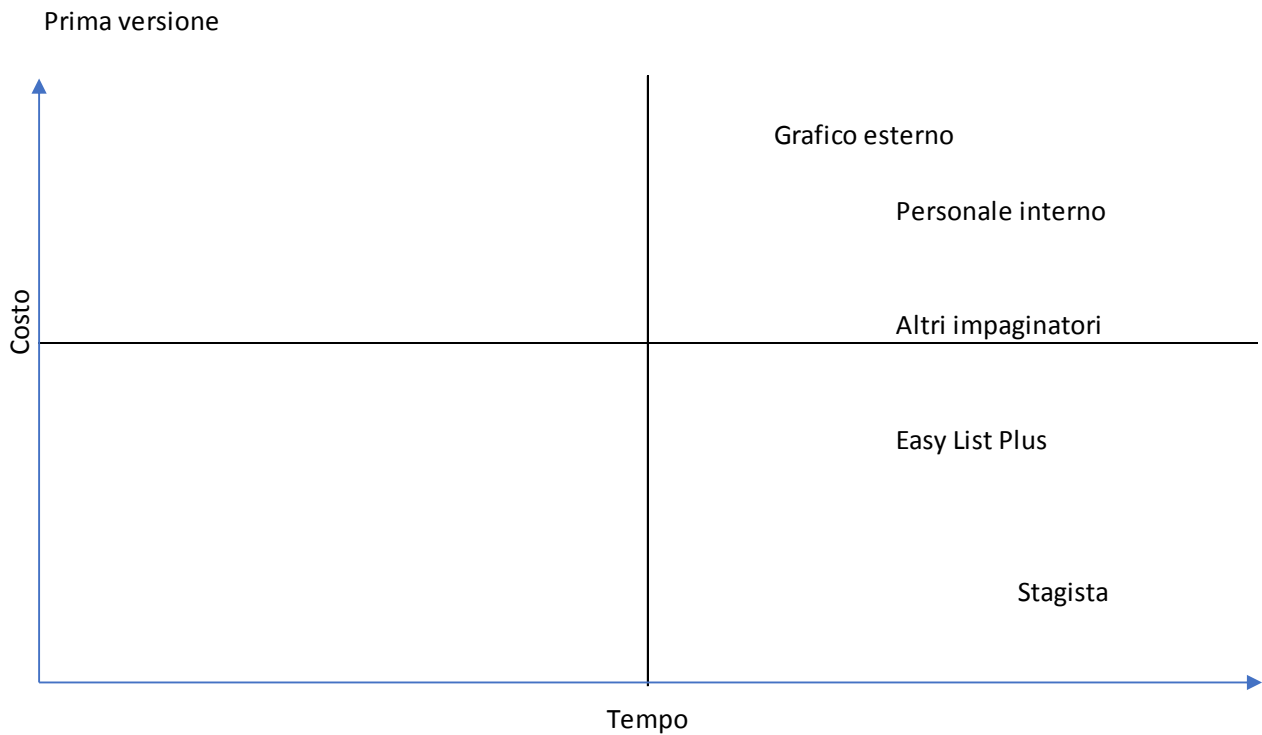 Prima versione
Grafico esterno
Personale interno
Costo
Altri impaginatori
Easy List Plus
Stagista
Tempo